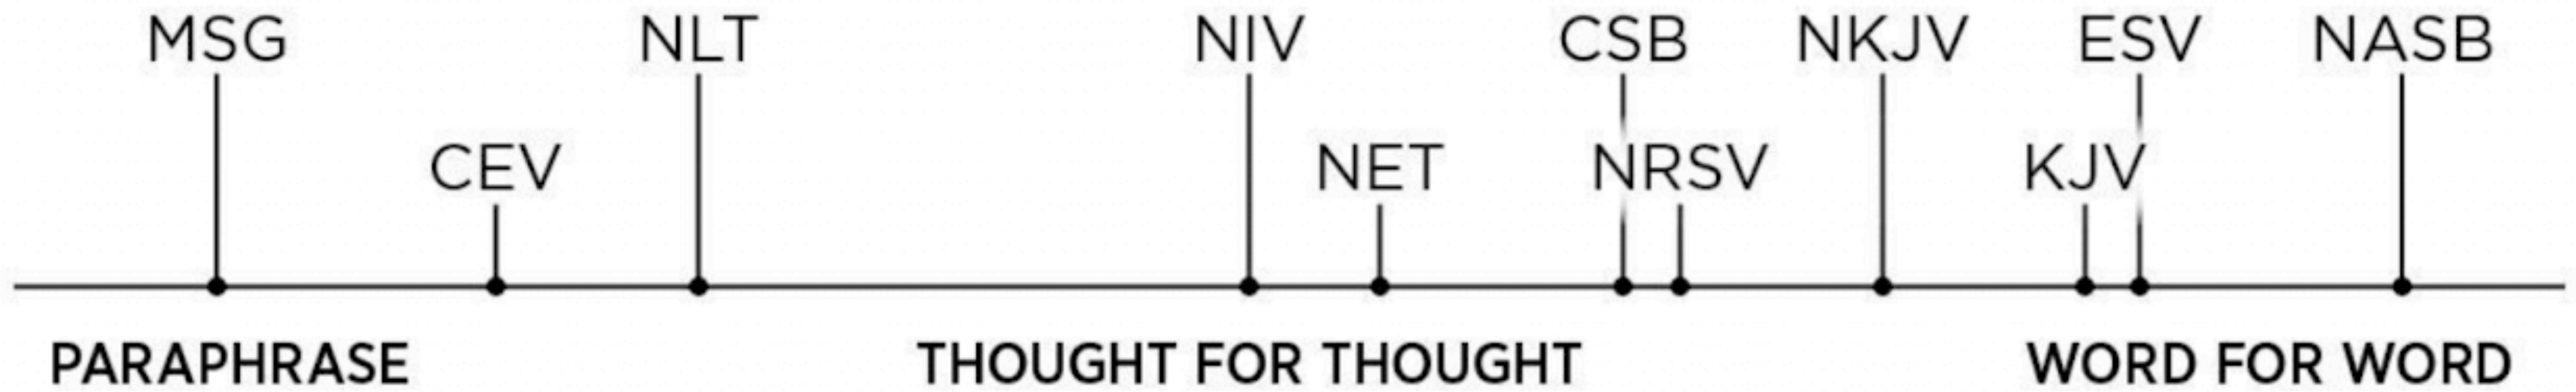 MSG NLT NIV CSB NKJV ESV NASB
CEV NET NRSV KJV
PARAPHRASE THOUGHT FOR THOUGHT WORD FOR WORD